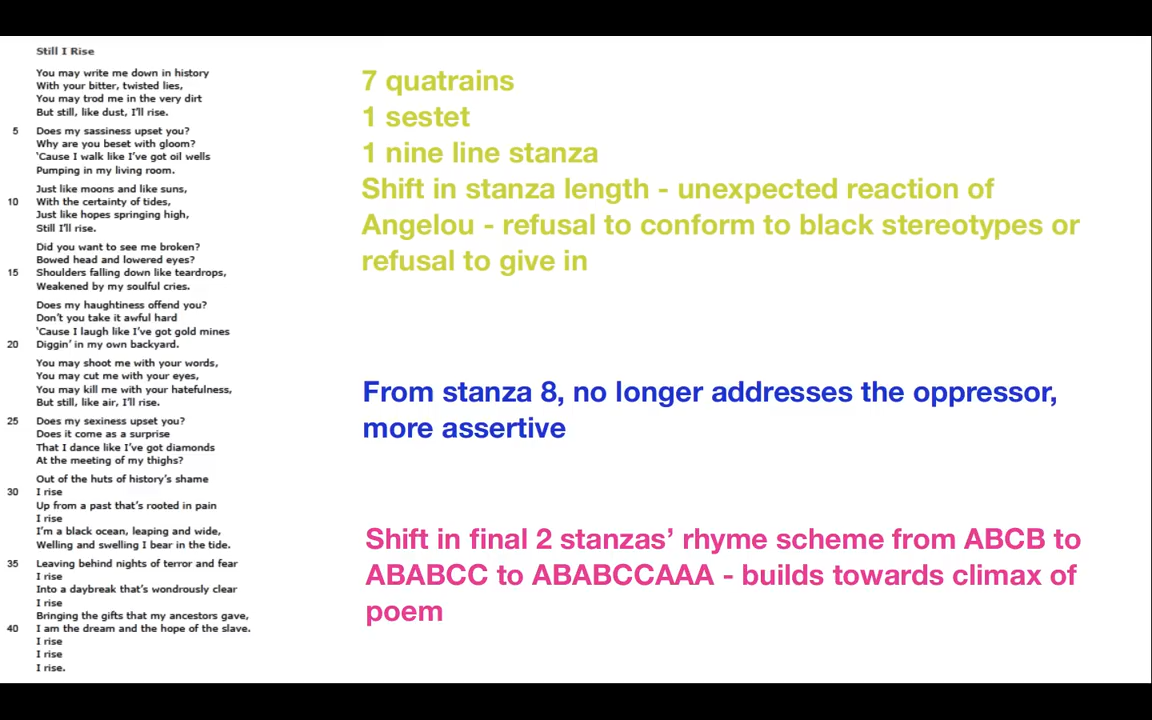 Still I Rise
You may write me down in history
With your bitter, twisted lies,
You may trod me in the very dirt
But still, like dust, I'll rise.
5 Does my sassiness upset you?
Why are you beset with gloom?
‘Cause I walk like I've got oil wells
Pumping in my living room.
Just like moons and like suns,
10 With the certainty of tides,
Just like hopes springing high,
Still I'll rise.
Did you want to see me broken?
Bowed head and lowered eyes?
15 Shoulders falling down like teardrops,
Weakened by my soulful cries.
Does my haughtiness offend you?
Don't you take it awful hard
‘Cause I laugh like I've got gold mines
20 Diggin' in my own backyard.
You may shoot me with your words,
You may cut me with your eyes,
You may kill me with your hatefulness,
But still, like air, I'll rise.
25 Does my sexiness upset you?
Does it come as a surprise
That I dance like I've got diamonds
At the meeting of my thighs?
Out of the huts of history's shame
30 I rise
Up from a past that's rooted in pain
I rise
I'm a black ocean, leaping and wide,
Welling and swelling I bear in the tide.
35 Leaving behind nights of terror and fear
I rise
Into a daybreak that's wondrously clear
I rise
Bringing the gifts that my ancestors gave,
40 I am the dream and the hope of the slave.
I rise
I rise
I rise.
7 quatrains
1 sestet
1 nine line stanza
Shift in stanza length - unexpected reaction of
Angelou - refusal to conform to black stereotypes or
refusal to give in
From stanza 8, no longer addresses the oppressor,
more assertive
Shift in final 2 stanzas’ rhyme scheme from ABCB to
ABABCC to ABABCCAAA - builds towards climax of
poem